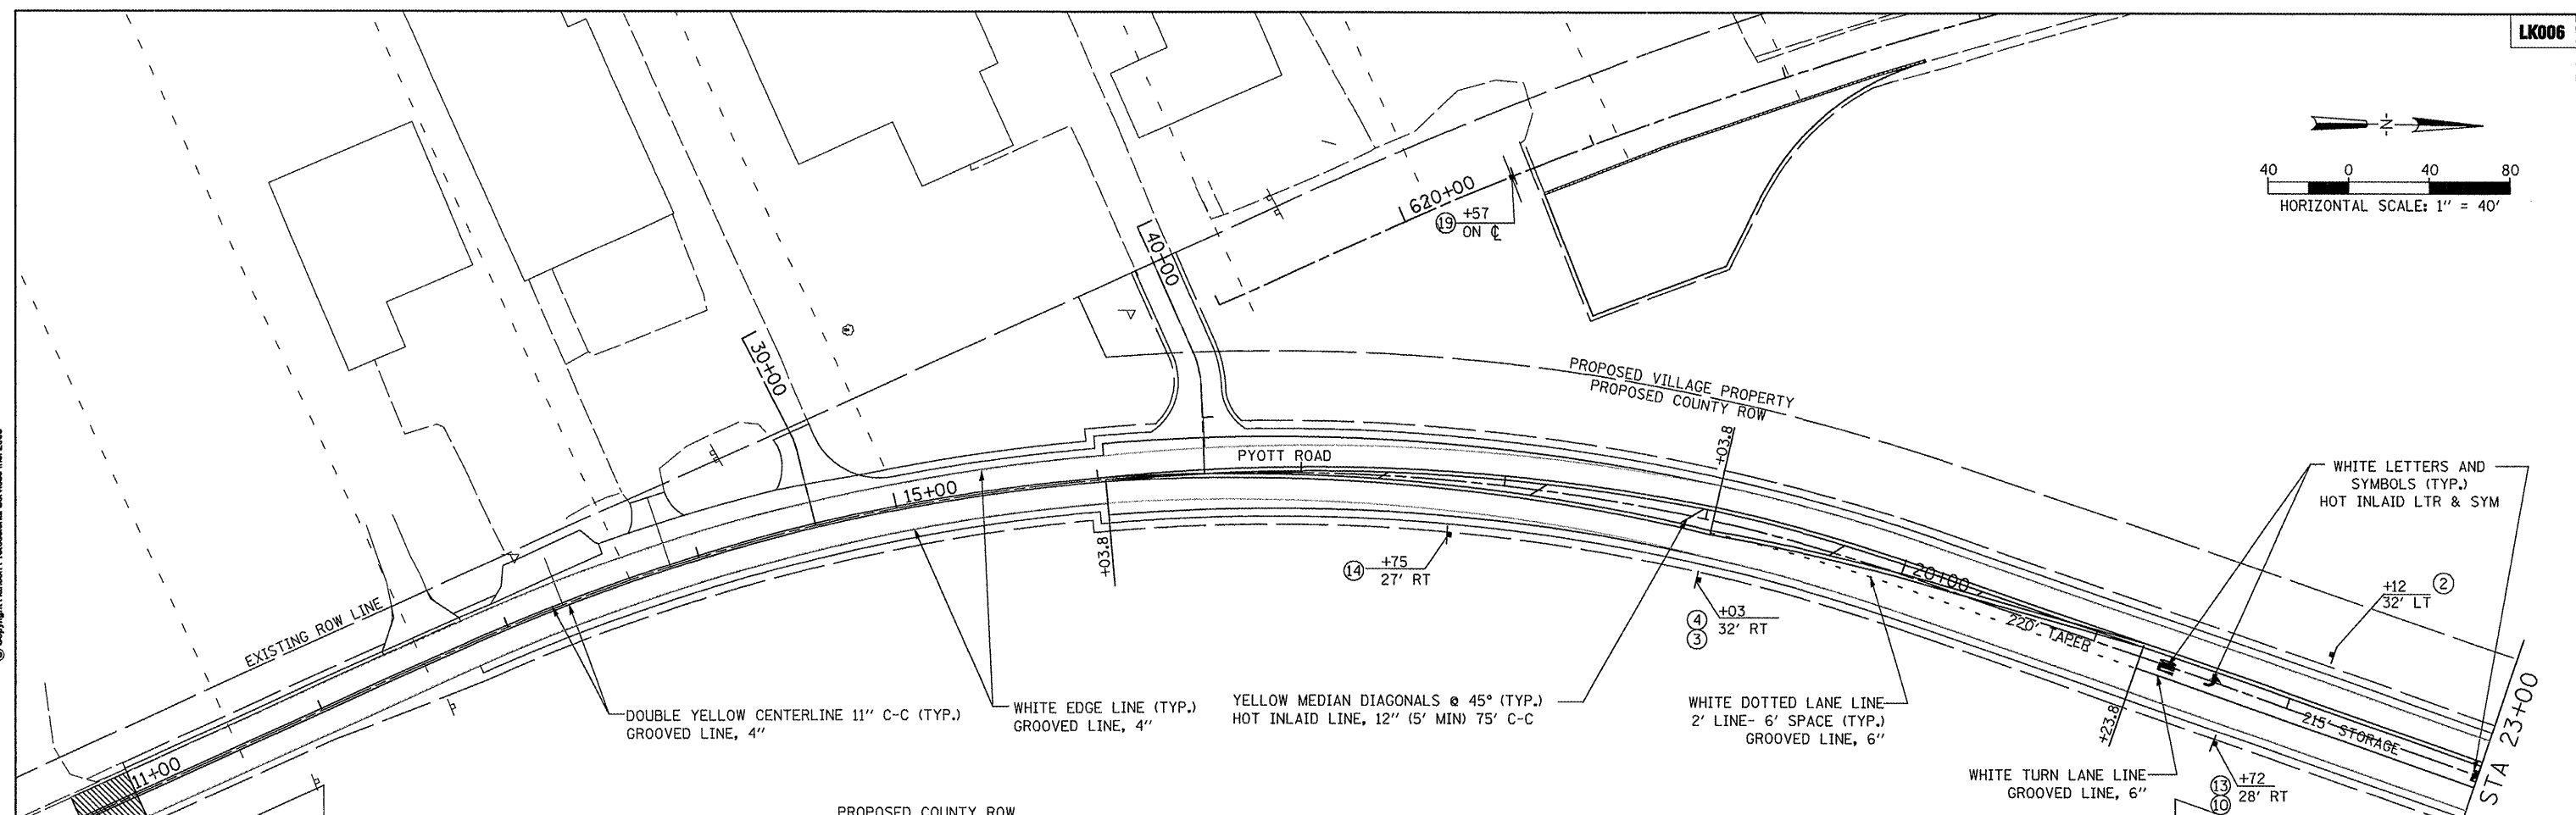 LK006
N
40 0 40 80
HORIZONTAL SCALE: 1" = 40'
620+00
19 +57
ON ℄
40+00
30+00
PROPOSED VILLAGE PROPERTY
PROPOSED COUNTY ROW
+03.8
PYOTT ROAD
15+00
WHITE LETTERS AND
SYMBOLS (TYP.)
HOT INLAID LTR & SYM
+03.8
14 +75
27' RT
4 +03
3 32' RT
20+00
220' TAPER
+12 2
32' LT
EXISTING ROW LINE
DOUBLE YELLOW CENTERLINE 11" C-C (TYP.)
GROOVED LINE, 4"
WHITE EDGE LINE (TYP.)
GROOVED LINE, 4"
YELLOW MEDIAN DIAGONALS @ 45° (TYP.)
HOT INLAID LINE, 12" (5' MIN) 75' C-C
WHITE DOTTED LANE LINE
2' LINE- 6' SPACE (TYP.)
GROOVED LINE, 6"
+23.8
215' STORAGE
STA 23+00
11+00
WHITE TURN LANE LINE
GROOVED LINE, 6"
13 +72
10 28' RT
PROPOSED COUNTY ROW